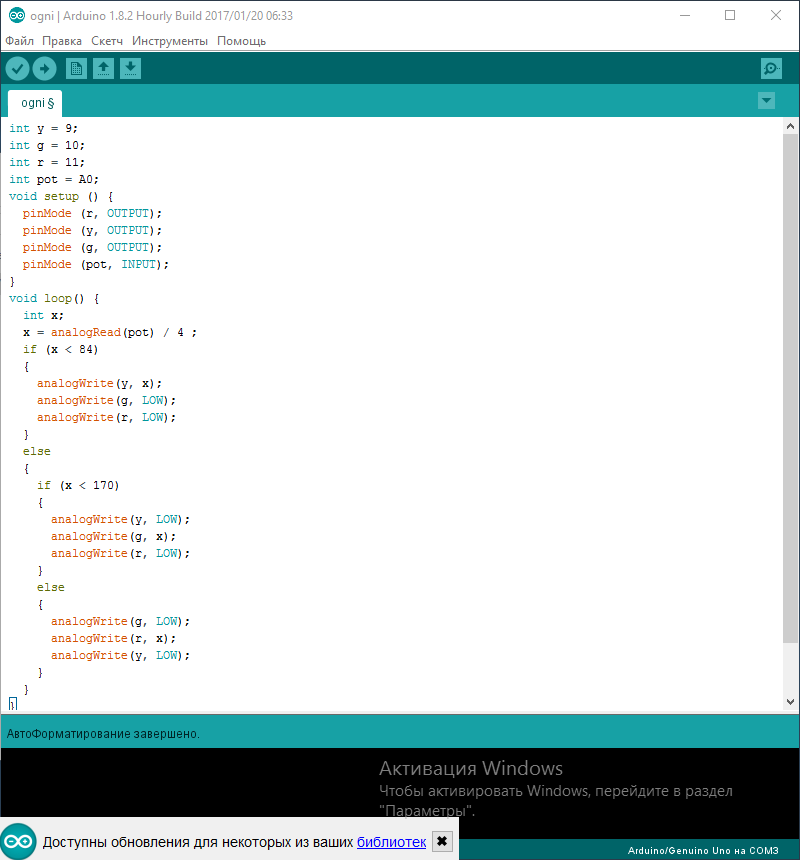 ogni | Arduino 1.8.2 Hourly Build 2017/01/20 06:33
Файл Правка Скетч Инструменты Помощь
ogni §
int y = 9;
int g = 10;
int r = 11;
int pot = A0;
void setup () {
  pinMode (r, OUTPUT);
  pinMode (y, OUTPUT);
  pinMode (g, OUTPUT);
  pinMode (pot, INPUT);
}
void loop() {
  int x;
  x = analogRead(pot) / 4 ;
  if (x < 84)
  {
    analogWrite(y, x);
    analogWrite(g, LOW);
    analogWrite(r, LOW);
  }
  else
  {
    if (x < 170)
    {
      analogWrite(y, LOW);
      analogWrite(g, x);
      analogWrite(r, LOW);
    }
    else
    {
      analogWrite(g, LOW);
      analogWrite(r, x);
      analogWrite(y, LOW);
    }
  }
}
АвтоФорматирование завершено.
Активация Windows
Чтобы активировать Windows, перейдите в раздел
"Параметры".
Доступны обновления для некоторых из ваших библиотек
Arduino/Genuino Uno на COM3